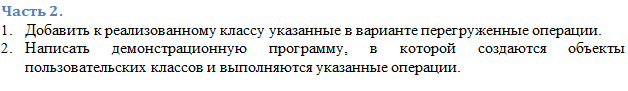 Часть 2.
1. Добавить к реализованному классу указанные в варианте перегруженные операции.
2. Написать демонстрационную программу, в которой создаются объекты
пользовательских классов и выполняются указанные операции.